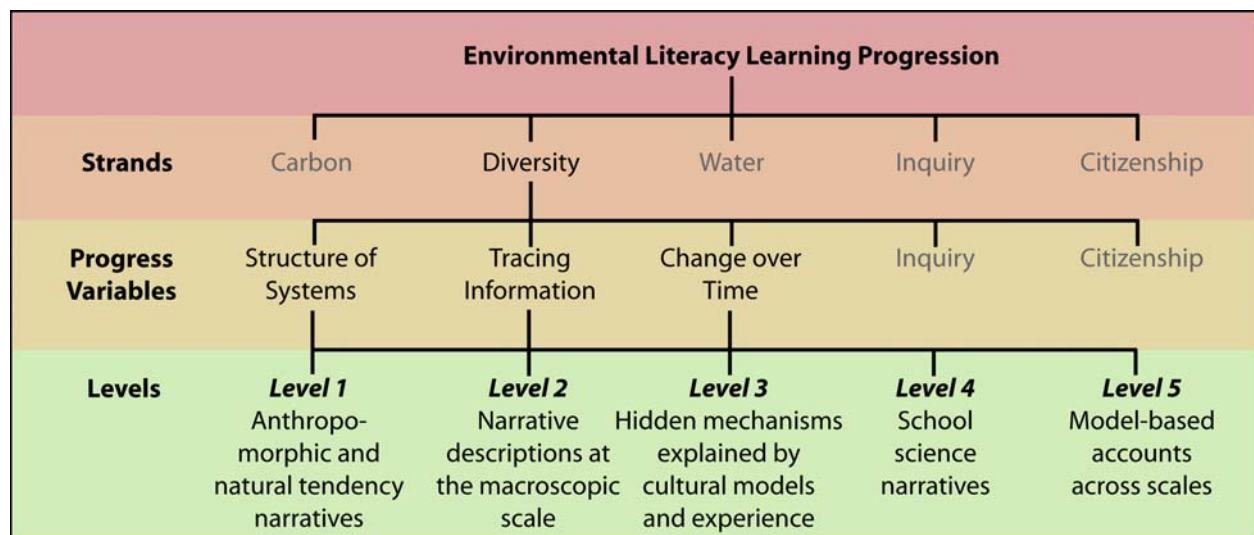 Environmental Literacy Learning Progression
Strands
Carbon
Diversity
Water
Inquiry
Citizenship
Progress
Variables
Structure of
Systems
Tracing
Information
Change over
Time
Inquiry
Citizenship
Levels
Level 1
Anthropo-
morphic and
natural tendency
narratives
Level 2
Narrative
descriptions at
the macroscopic
scale
Level 3
Hidden mechanisms
explained by
cultural models
and experience
Level 4
School
science
narratives
Level 5
Model-based
accounts
across scales